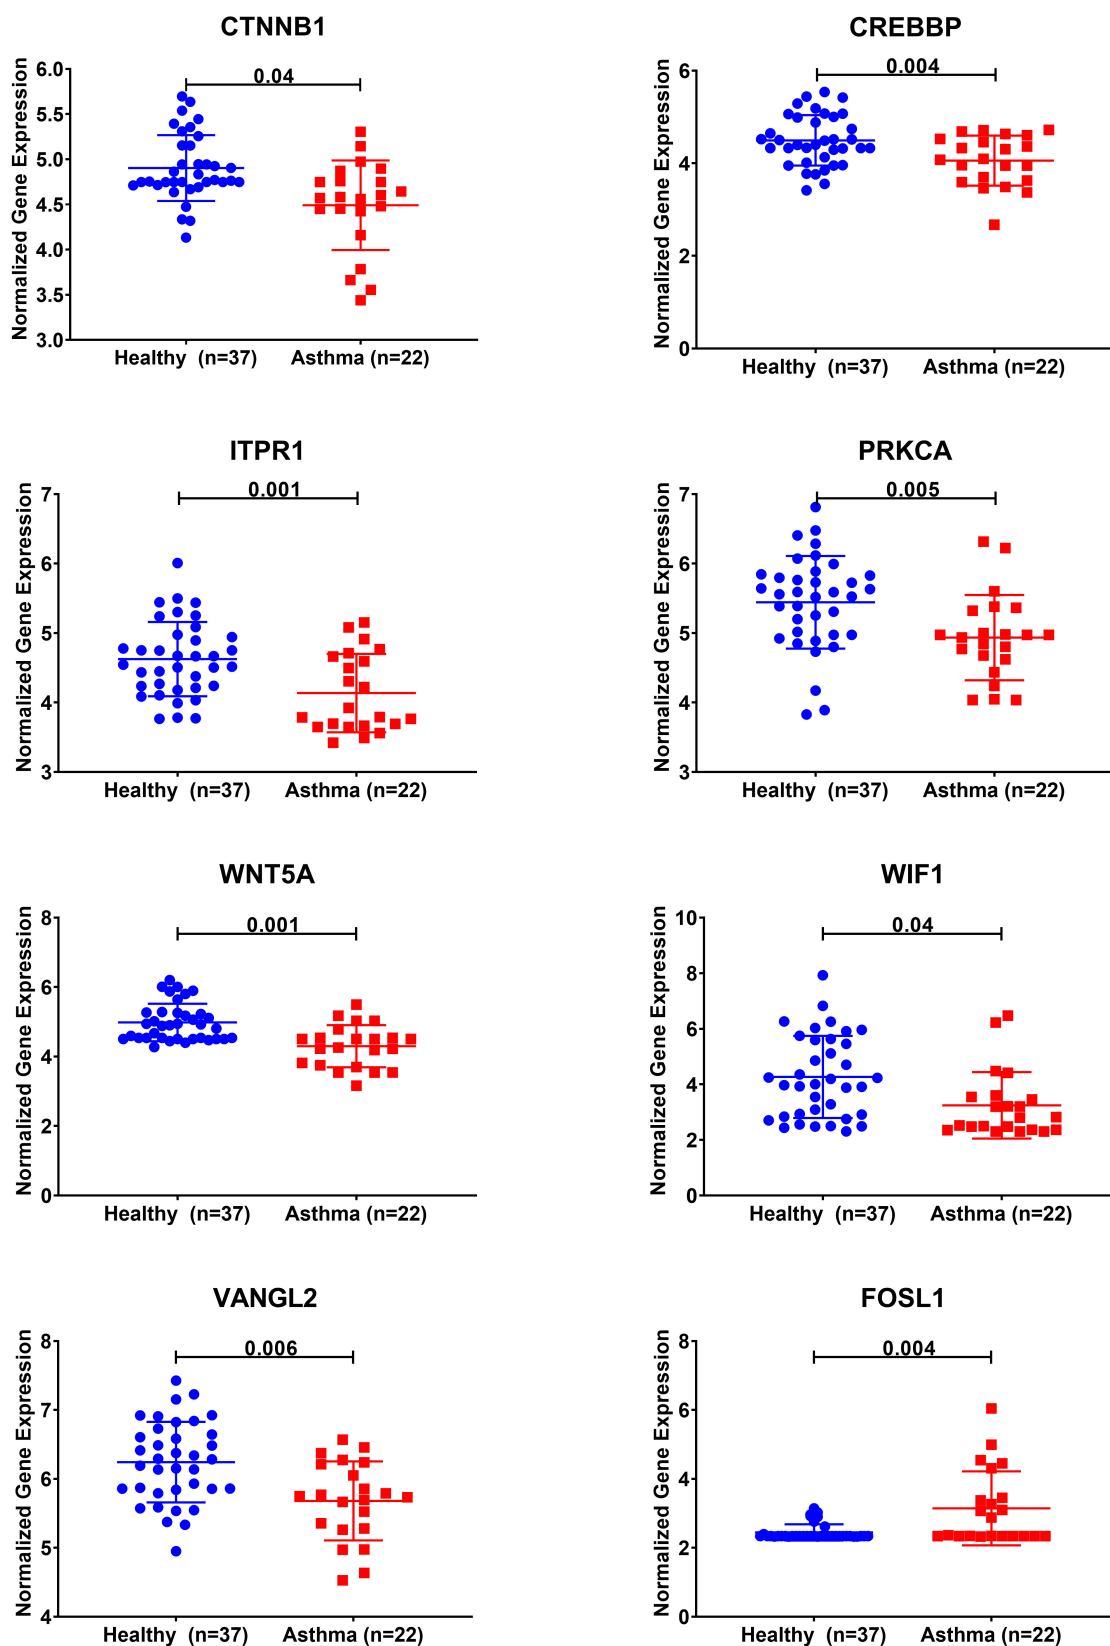 CTNNB1
CREBBP
0.04
0.004
Normalized Gene Expression
6.0
5.5
5.0
4.5
4.0
3.5
3.0
Healthy (n=37) Asthma (n=22)
Normalized Gene Expression
6
4
2
0
Healthy (n=37) Asthma (n=22)
ITPR1
PRKCA
0.001
0.005
Normalized Gene Expression
7
6
5
4
3
Healthy (n=37) Asthma (n=22)
Normalized Gene Expression
7
6
5
4
3
Healthy (n=37) Asthma (n=22)
WNT5A
WIF1
0.001
0.04
Normalized Gene Expression
8
6
4
2
0
Healthy (n=37) Asthma (n=22)
Normalized Gene Expression
10
8
6
4
2
0
Healthy (n=37) Asthma (n=22)
VANGL2
FOSL1
0.006
0.004
Normalized Gene Expression
8
7
6
5
4
Healthy (n=37) Asthma (n=22)
Normalized Gene Expression
8
6
4
2
0
Healthy (n=37) Asthma (n=22)